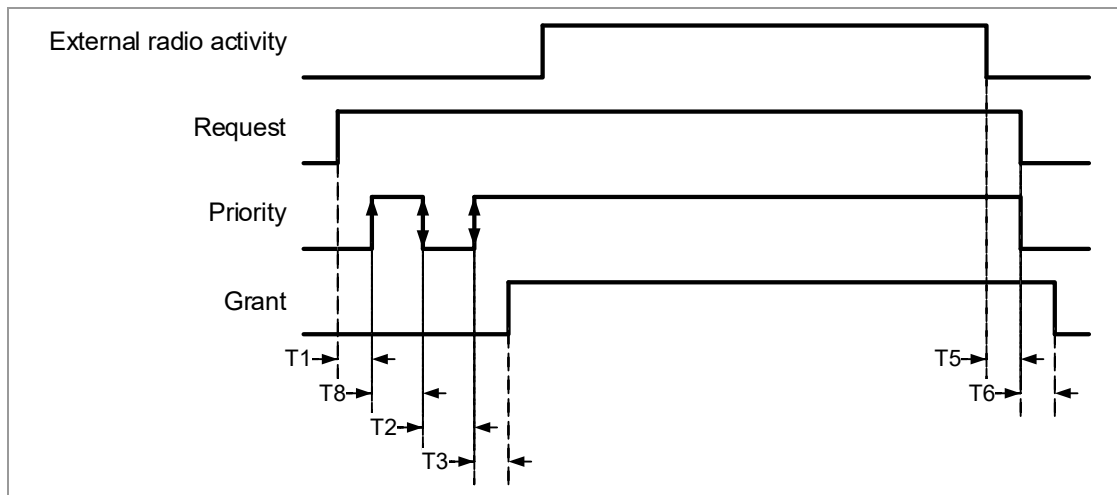 External radio activity
Request
Priority
Grant
T1
T5
T8
T6
T2
T3